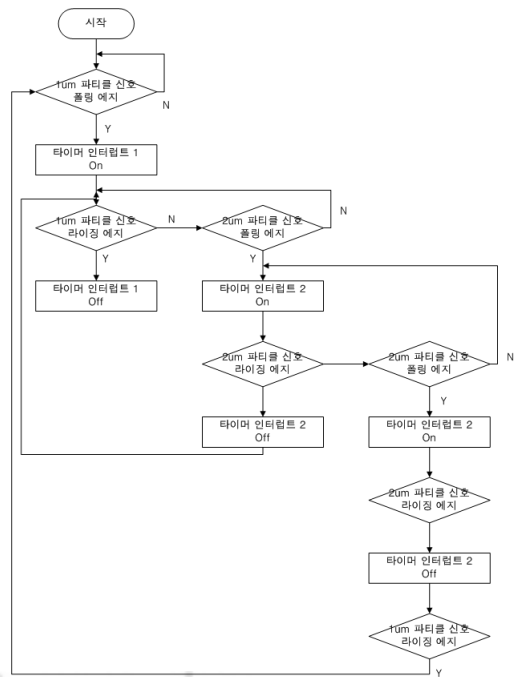 시작
1um 파티클 신호
폴링 에지
N
Y
타이머 인터럽트 1
On
1um 파티클 신호
라이징 에지
N
2um 파티클 신호
폴링 에지
N
Y
Y
타이머 인터럽트 1
Off
타이머 인터럽트 2
On
2um 파티클 신호
라이징 에지
2um 파티클 신호
폴링 에지
N
Y
타이머 인터럽트 2
Off
타이머 인터럽트 2
On
2um 파티클 신호
라이징 에지
타이머 인터럽트 2
Off
1um 파티클 신호
라이징 에지
Y